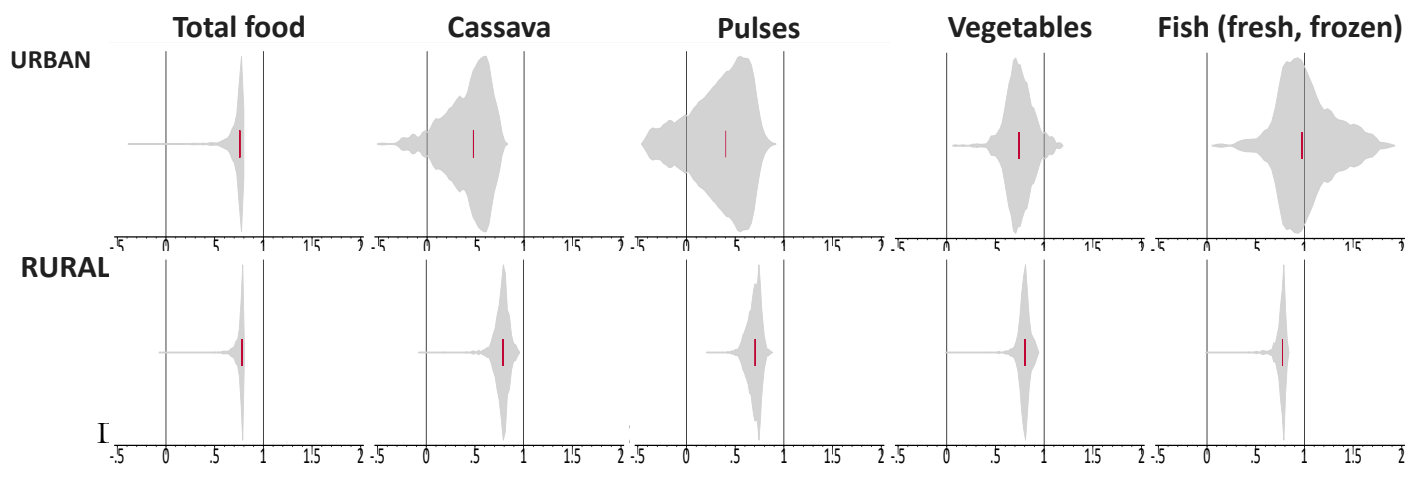 Total food Cassava Pulses Vegetables Fish (fresh, frozen)
URBAN
-.5 0 .5 1 1.5 2 -.5 0 .5 1 1.5 2 -.5 0 .5 1 1.5 2 -.5 0 .5 1 1.5 2 -.5 0 .5 1 1.5 2
RURAL
-.5 0 .5 1 1.5 2 -.5 0 .5 1 1.5 2 -.5 0 .5 1 1.5 2 -.5 0 .5 1 1.5 2 -.5 0 .5 1 1.5 2